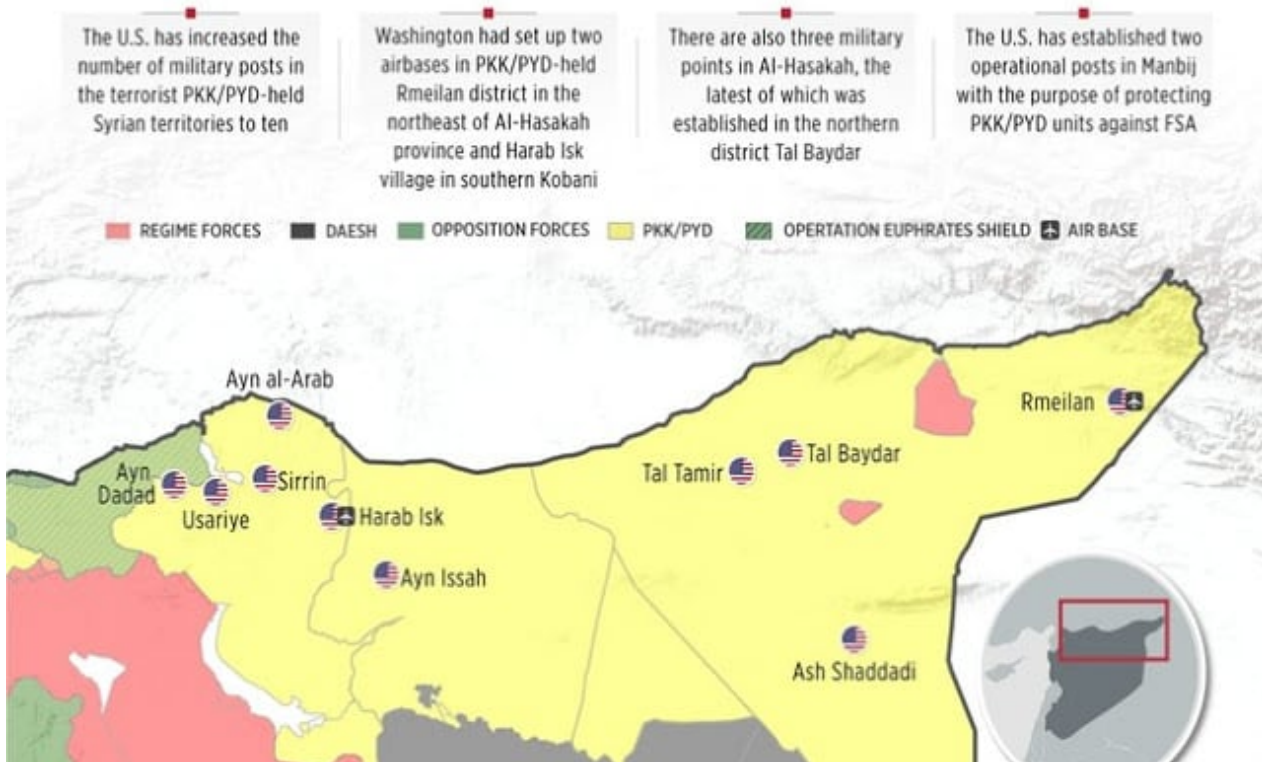 The U.S. has increased the
number of military posts in
the terrorist PKK/PYD-held
Syrian territories to ten
Washington had set up two
airbases in PKK/PYD-held
Rmeilan district in the
northeast of Al-Hasakah
province and Harab Isk
village in southern Kobani
There are also three military
points in Al-Hasakah, the
latest of which was
established in the northern
district Tal Baydar
The U.S. has established two
operational posts in Manbij
with the purpose of protecting
PKK/PYD units against FSA
REGIME FORCES DAESH OPPOSITION FORCES PKK/PYD OPERTATION EUPHRATES SHIELD AIR BASE
Ayn al-Arab
Rmeilan
Tal Baydar
Tal Tamir
Ayn
Dadad
Sirrin
Usariye
Harab Isk
Ayn Issah
Ash Shaddadi